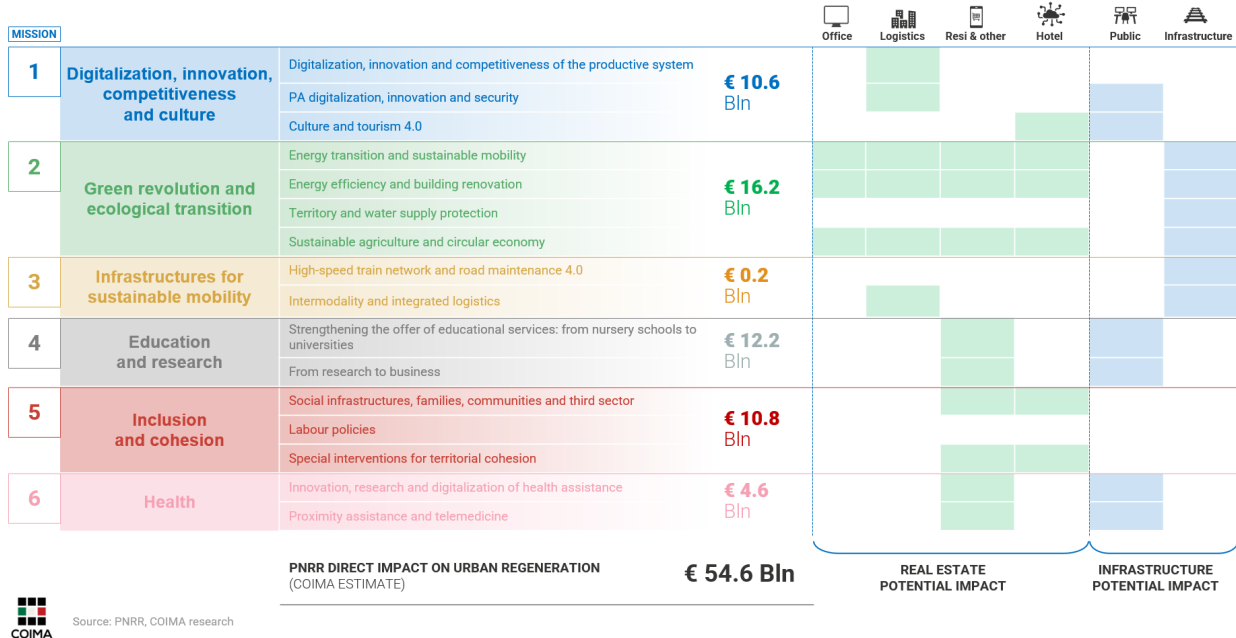 MISSION
Office
Logistics
Resi & other
Hotel
Public
Infrastructure
1
Digitalization, innovation,
competitiveness
and culture
Digitalization, innovation and competitiveness of the productive system
PA digitalization, innovation and security
Culture and tourism 4.0
€ 10.6
Bln
2
Green revolution and
ecological transition
Energy transition and sustainable mobility
Energy efficiency and building renovation
Territory and water supply protection
Sustainable agriculture and circular economy
€ 16.2
Bln
3
Infrastructures for
sustainable mobility
High-speed train network and road maintenance 4.0
Intermodality and integrated logistics
€ 0.2
Bln
4
Education
and research
Strengthening the offer of educational services: from nursery schools to
universities
From research to business
€ 12.2
Bln
5
Inclusion
and cohesion
Social infrastructures, families, communities and third sector
Labour policies
Special interventions for territorial cohesion
€ 10.8
Bln
6
Health
Innovation, research and digitalization of health assistance
Proximity assistance and telemedicine
€ 4.6
Bln
PNRR DIRECT IMPACT ON URBAN REGENERATION
(COIMA ESTIMATE)
€ 54.6 Bln
REAL ESTATE
POTENTIAL IMPACT
INFRASTRUCTURE
POTENTIAL IMPACT
COIMA
Source: PNRR, COIMA research